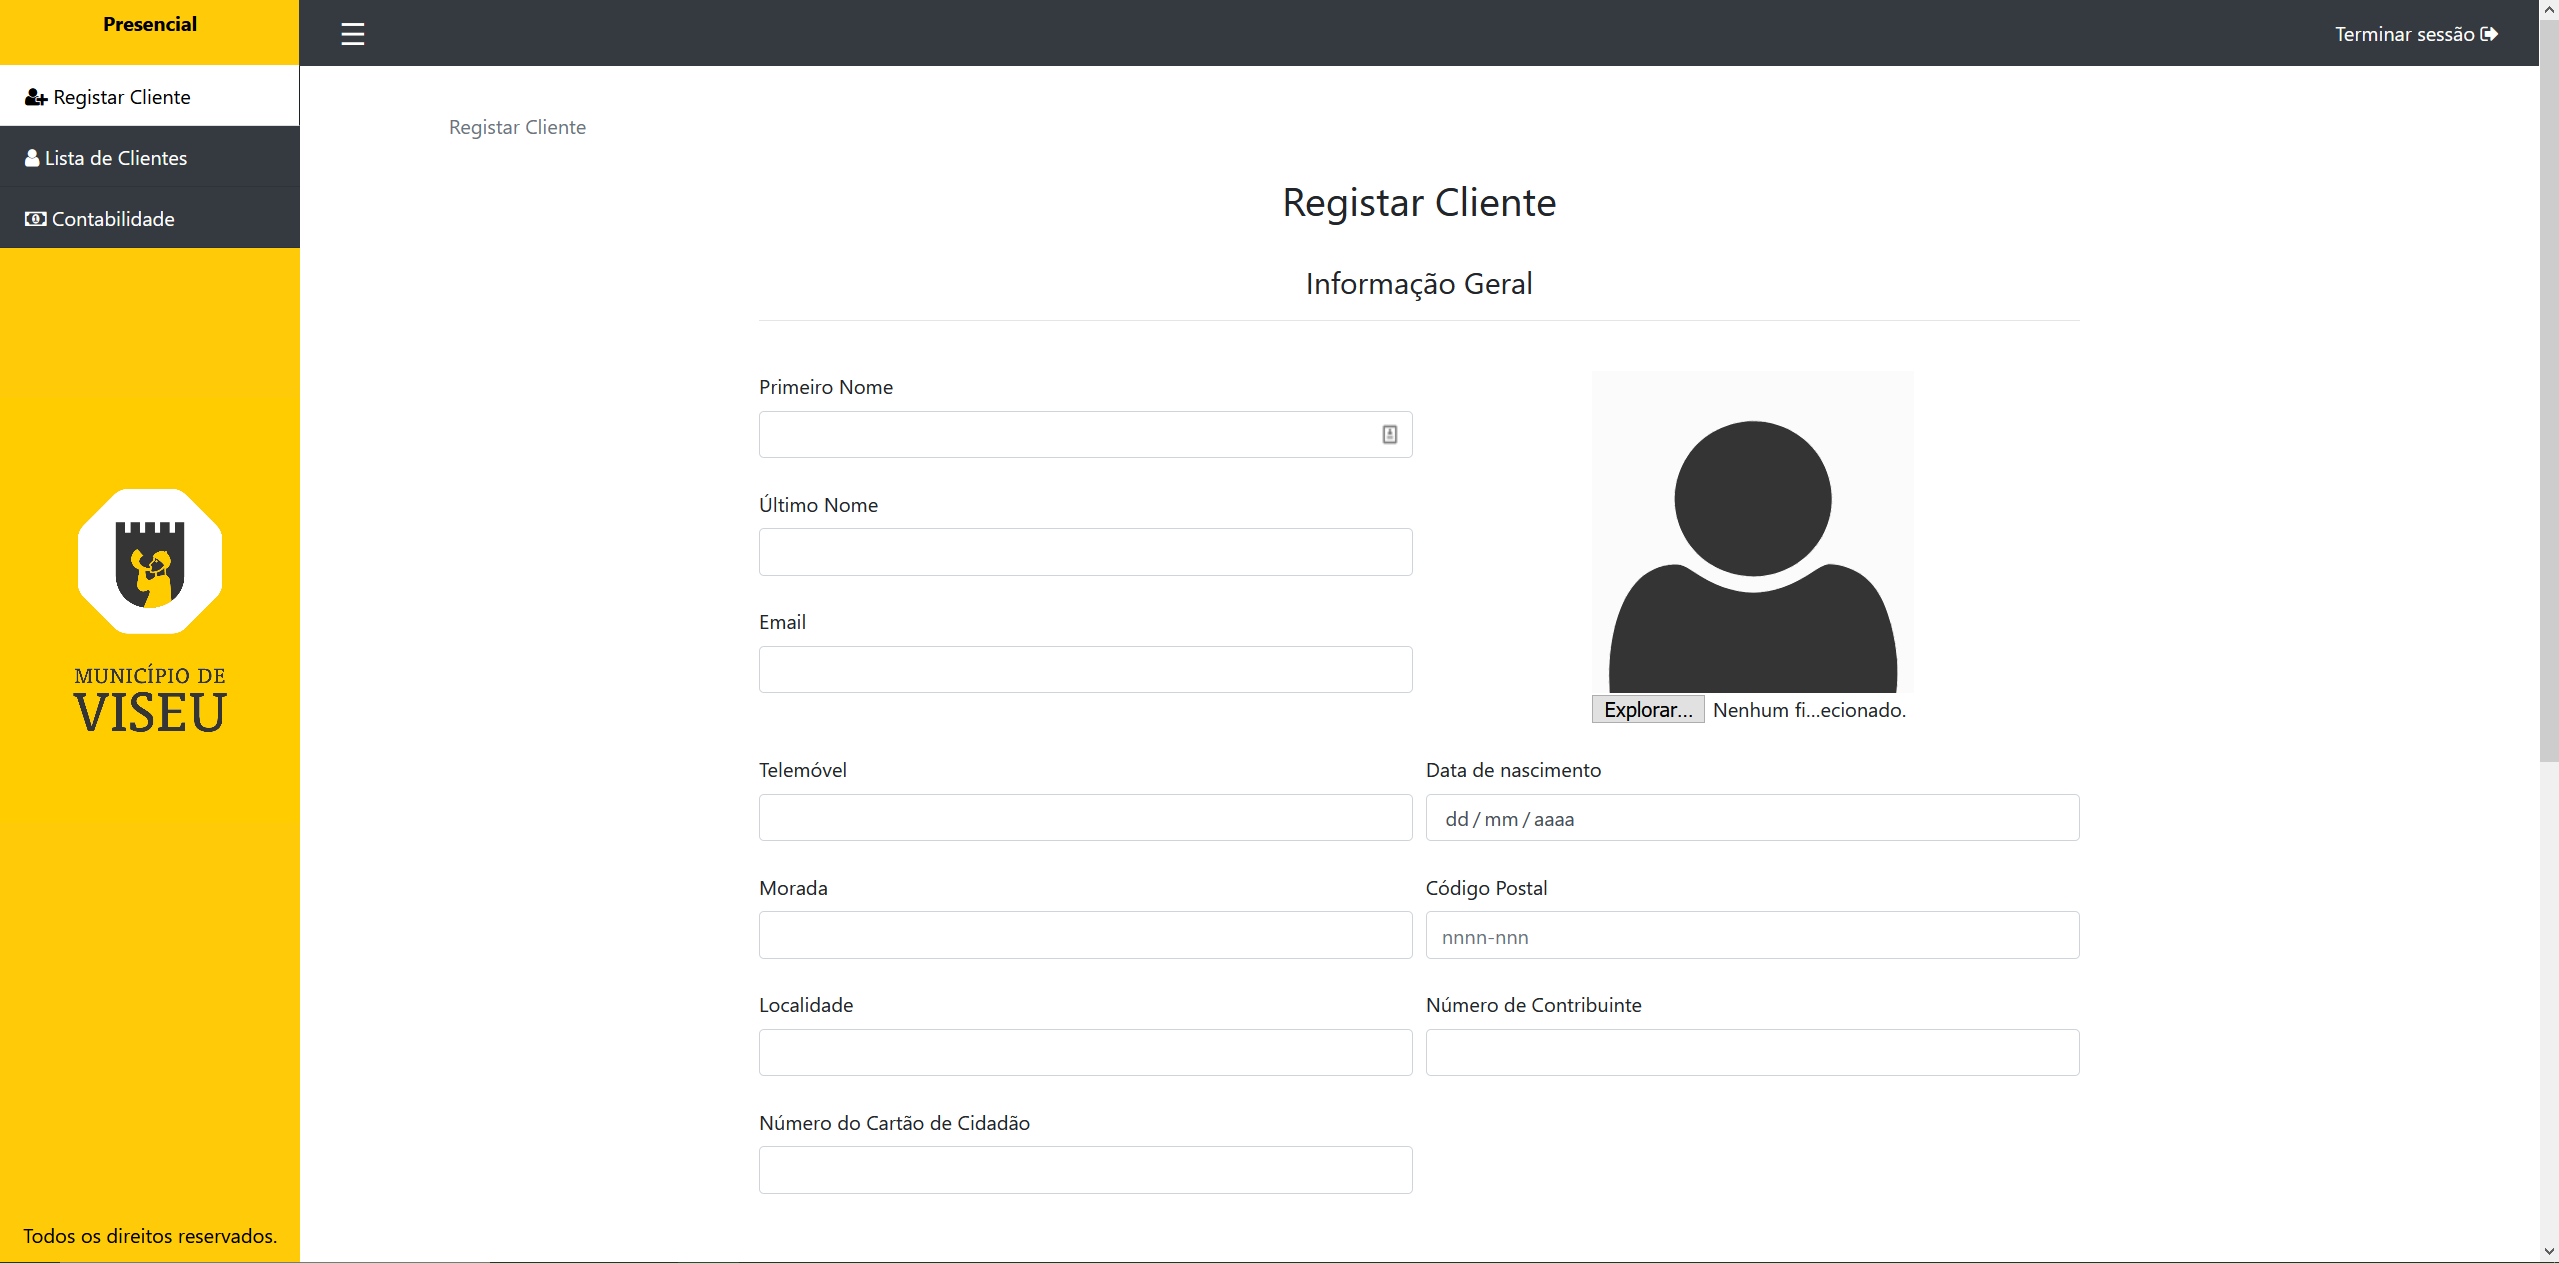 Presencial
Terminar sessão
Registar Cliente
Lista de Clientes
Contabilidade
MUNICÍPIO DE
VISEU
Todos os direitos reservados.
Registar Cliente
Registar Cliente
Informação Geral
Primeiro Nome
Último Nome
Email
Explorar... Nenhum fi...ecionado.
Telemóvel
Data de nascimento
dd / mm / aaaa
Morada
Código Postal
nnnn-nnn
Localidade
Número de Contribuinte
Número do Cartão de Cidadão